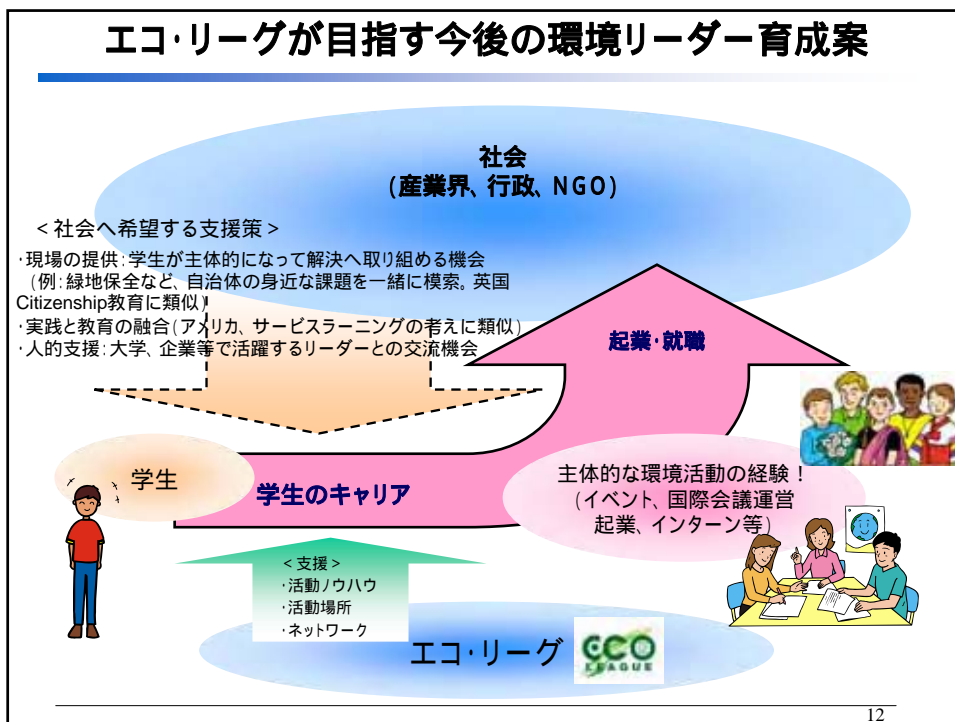 エコ・リーグが目指す今後の環境リーダー育成案
社会
(産業界、行政、NGO)
<社会へ希望する支援策>
・現場の提供:学生が主体的になって解決へ取り組める機会
(例:緑地保全など、自治体の身近な課題を一緒に模索。英国
Citizenship教育に類似)
・実践と教育の融合(アメリカ、サービスラーニングの考えに類似)
・人的支援:大学、企業等で活躍するリーダーとの交流機会
起業・就職
学生
学生のキャリア
主体的な環境活動の経験!
(イベント、国際会議運営
起業、インターン等)
<支援>
・活動ノウハウ
・活動場所
・ネットワーク
エコ・リーグ
ECO
LEAGUE
12